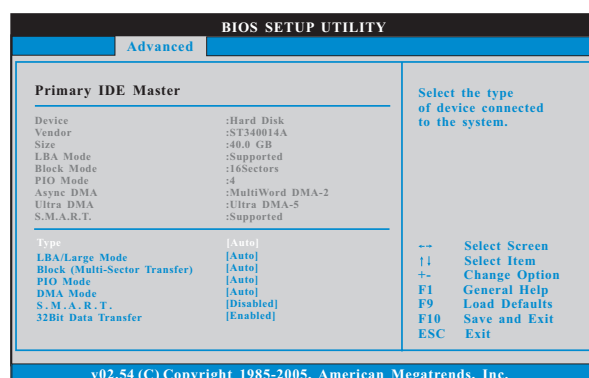 BIOS SETUP UTILITY
Advanced
Primary IDE Master
Device :Hard Disk
Vendor :ST340014A
Size :40.0 GB
LBA Mode :Supported
Block Mode :16Sectors
PIO Mode :4
Async DMA :MultiWord DMA-2
Ultra DMA :Ultra DMA-5
S.M.A.R.T. :Supported
Type [Auto]
LBA/Large Mode [Auto]
Block (Multi-Sector Transfer) [Auto]
PIO Mode [Auto]
DMA Mode [Auto]
S.M.A.R.T. [Disabled]
32Bit Data Transfer [Enabled]
Select the type
of device connected
to the system.
←→ Select Screen
↑↓ Select Item
+- Change Option
F1 General Help
F9 Load Defaults
F10 Save and Exit
ESC Exit
v02.54 (C) Copyright 1985-2005, American Megatrends, Inc.